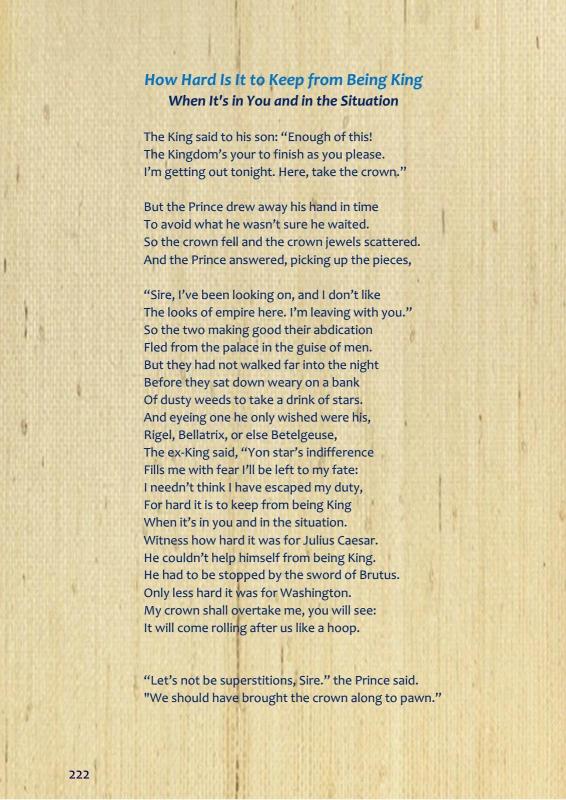 How Hard Is It to Keep from Being King
When It's in You and in the Situation
The King said to his son: “Enough of this!
The Kingdom’s your to finish as you please.
I’m getting out tonight. Here, take the crown.”
But the Prince drew away his hand in time
To avoid what he wasn’t sure he waited.
So the crown fell and the crown jewels scattered.
And the Prince answered, picking up the pieces,
“Sire, I’ve been looking on, and I don’t like
The looks of empire here. I’m leaving with you.”
So the two making good their abdication
Fled from the palace in the guise of men.
But they had not walked far into the night
Before they sat down weary on a bank
Of dusty weeds to take a drink of stars.
And eyeing one he only wished were his,
Rigel, Bellatrix, or else Betelgeuse,
The ex-King said, “Yon star’s indifference
Fills me with fear I’ll be left to my fate:
I needn’t think I have escaped my duty,
For hard it is to keep from being King
When it’s in you and in the situation.
Witness how hard it was for Julius Caesar.
He couldn’t help himself from being King.
He had to be stopped by the sword of Brutus.
Only less hard it was for Washington.
My crown shall overtake me, you will see:
It will come rolling after us like a hoop.
“Let’s not be superstitions, Sire.” the Prince said.
"We should have brought the crown along to pawn.”
222